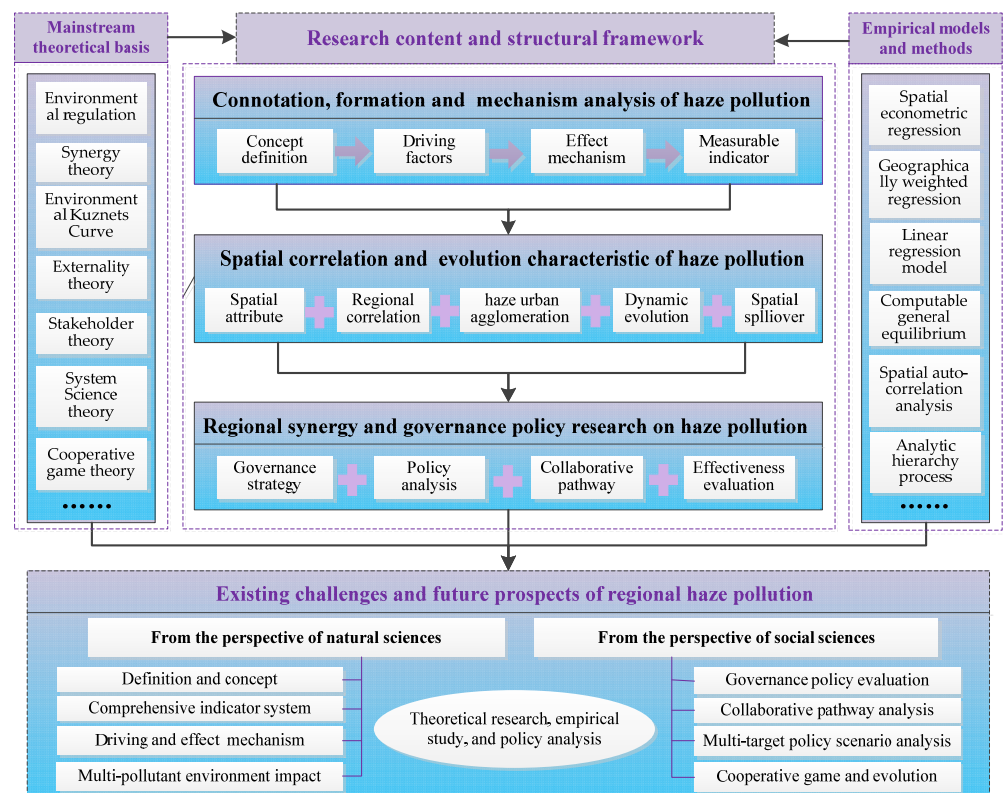 Mainstream
theoretical basis
Environment
al regulation
Synergy
theory
Environment
al Kuznets
Curve
Externality
theory
Stakeholder
theory
System
Science
theory
Cooperative
game theory
••••••
Research content and structural framework
Connotation, formation and mechanism analysis of haze pollution
Concept
definition
Driving
factors
Effect
mechanism
Measurable
indicator
Spatial correlation and evolution characteristic of haze pollution
Spatial
attribute
Regional
correlation
haze urban
agglomeration
Dynamic
evolution
Spatial
splliover
Regional synergy and governance policy research on haze pollution
Governance
strategy
Policy
analysis
Collaborative
pathway
Effectiveness
evaluation
Empirical models
and methods
Spatial
econometric
regression
Geographica
lly weighted
regression
Linear
regression
model
Computable
general
equilibrium
Spatial auto-
correlation
analysis
Analytic
hierarchy
process
••••••
Existing challenges and future prospects of regional haze pollution
From the perspective of natural sciences
Definition and concept
Comprehensive indicator system
Driving and effect mechanism
Multi-pollutant environment impact
Theoretical research, empirical
study, and policy analysis
From the perspective of social sciences
Governance policy evaluation
Collaborative pathway analysis
Multi-target policy scenario analysis
Cooperative game and evolution